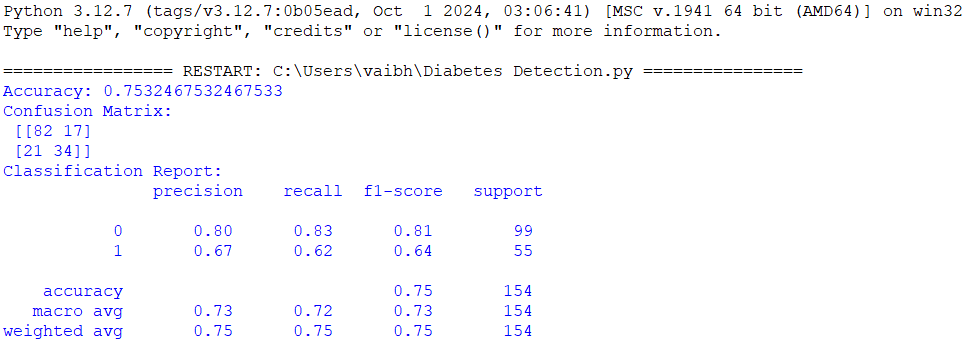 Python 3.12.7 (tags/v3.12.7:0b05ead, Oct  1 2024, 03:06:41) [MSC v.1941 64 bit (AMD64)] on win32
Type "help", "copyright", "credits" or "license()" for more information.
================= RESTART: C:\Users\vaibh\Diabetes Detection.py ================
Accuracy: 0.7532467532467533
Confusion Matrix:
 [[82 17]
 [21 34]]
Classification Report:
               precision    recall  f1-score   support
           0       0.80      0.83      0.81        99
           1       0.67      0.62      0.64        55
    accuracy                           0.75       154
   macro avg       0.73      0.72      0.73       154
weighted avg       0.75      0.75      0.75       154